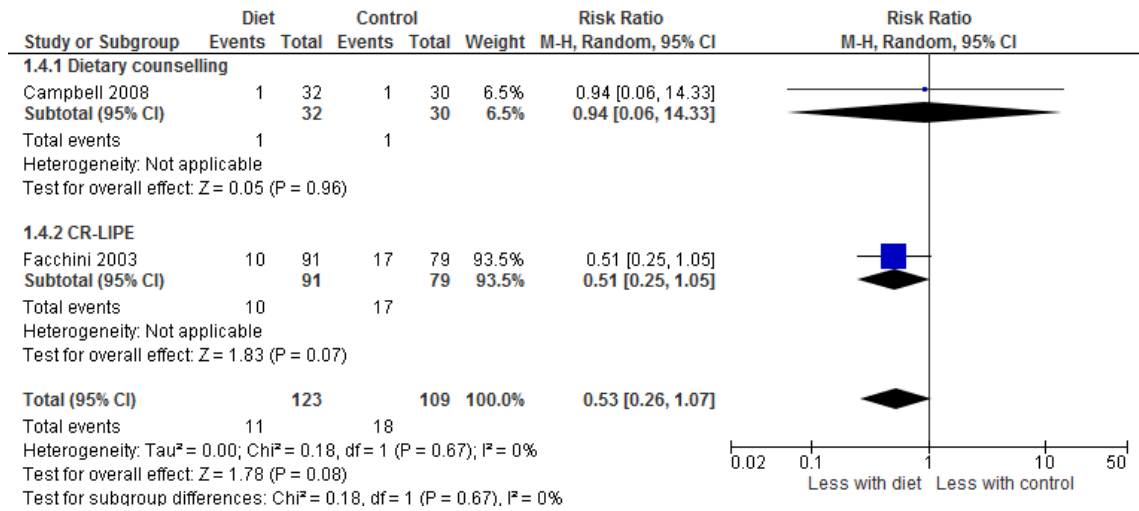 Diet Control Risk Ratio Risk Ratio
Study or Subgroup Events Total Events Total Weight M-H, Random, 95% CI M-H, Random, 95% CI
1.4.1 Dietary counselling
Campbell 2008 1 32 1 30 6.5% 0.94 [0.06, 14.33]
Subtotal (95% CI) 32 30 6.5% 0.94 [0.06, 14.33]
Total events 1 1
Heterogeneity: Not applicable
Test for overall effect: Z = 0.05 (P = 0.96)
1.4.2 CR-LIPE
Facchini 2003 10 91 17 79 93.5% 0.51 [0.25, 1.05]
Subtotal (95% CI) 91 79 93.5% 0.51 [0.25, 1.05]
Total events 10 17
Heterogeneity: Not applicable
Test for overall effect: Z = 1.83 (P = 0.07)
Total (95% CI) 123 109 100.0% 0.53 [0.26, 1.07]
Total events 11 18
Heterogeneity: Tau² = 0.00; Chi² = 0.18, df = 1 (P = 0.67); I² = 0%
Test for overall effect: Z = 1.78 (P = 0.08)
Test for subgroup differences: Chi² = 0.18, df = 1 (P = 0.67), I² = 0%
0.02 0.1 1 10 50
Less with diet Less with control